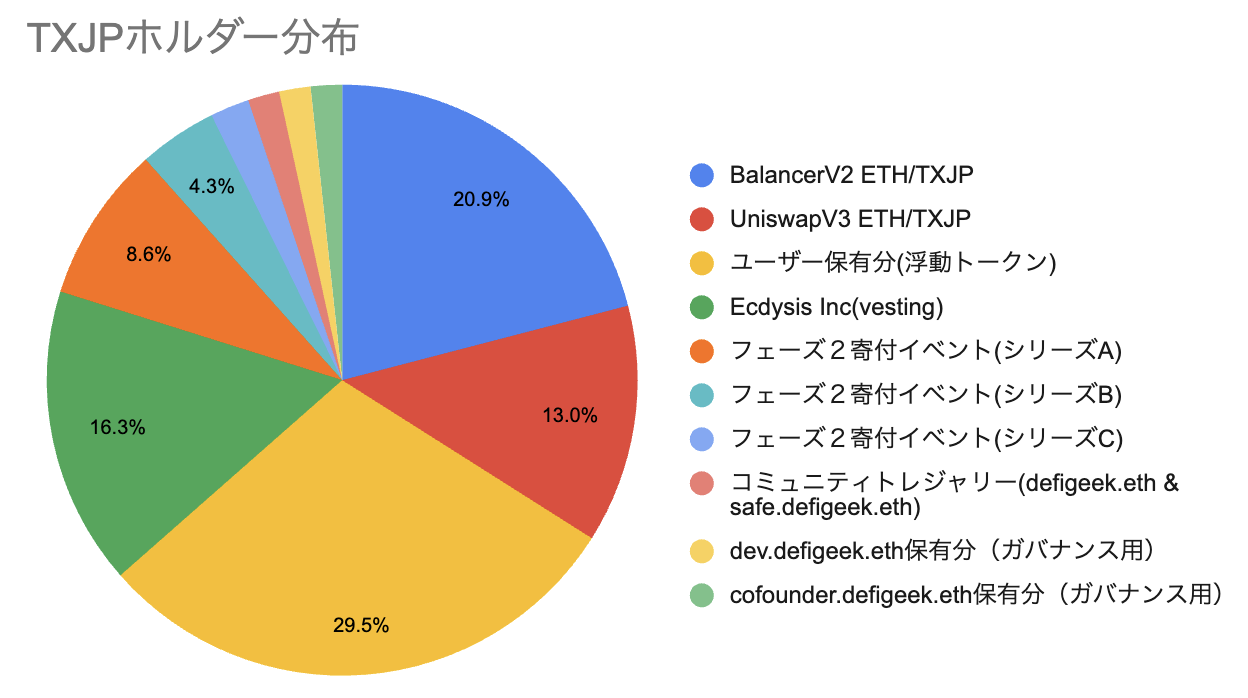 TXJPホルダー分布
20.9%
13.0%
29.5%
16.3%
8.6%
4.3%
BalancerV2 ETH/TXJP
UniswapV3 ETH/TXJP
ユーザー保有分(浮動トークン)
Ecdysis Inc(vesting)
フェーズ２寄付イベント(シリーズA)
フェーズ２寄付イベント(シリーズB)
フェーズ２寄付イベント(シリーズC)
コミュニティトレジャリー(defigeek.eth &
safe.defigeek.eth)
dev.defigeek.eth保有分（ガバナンス用）
cofounder.defigeek.eth保有分（ガバナンス用）